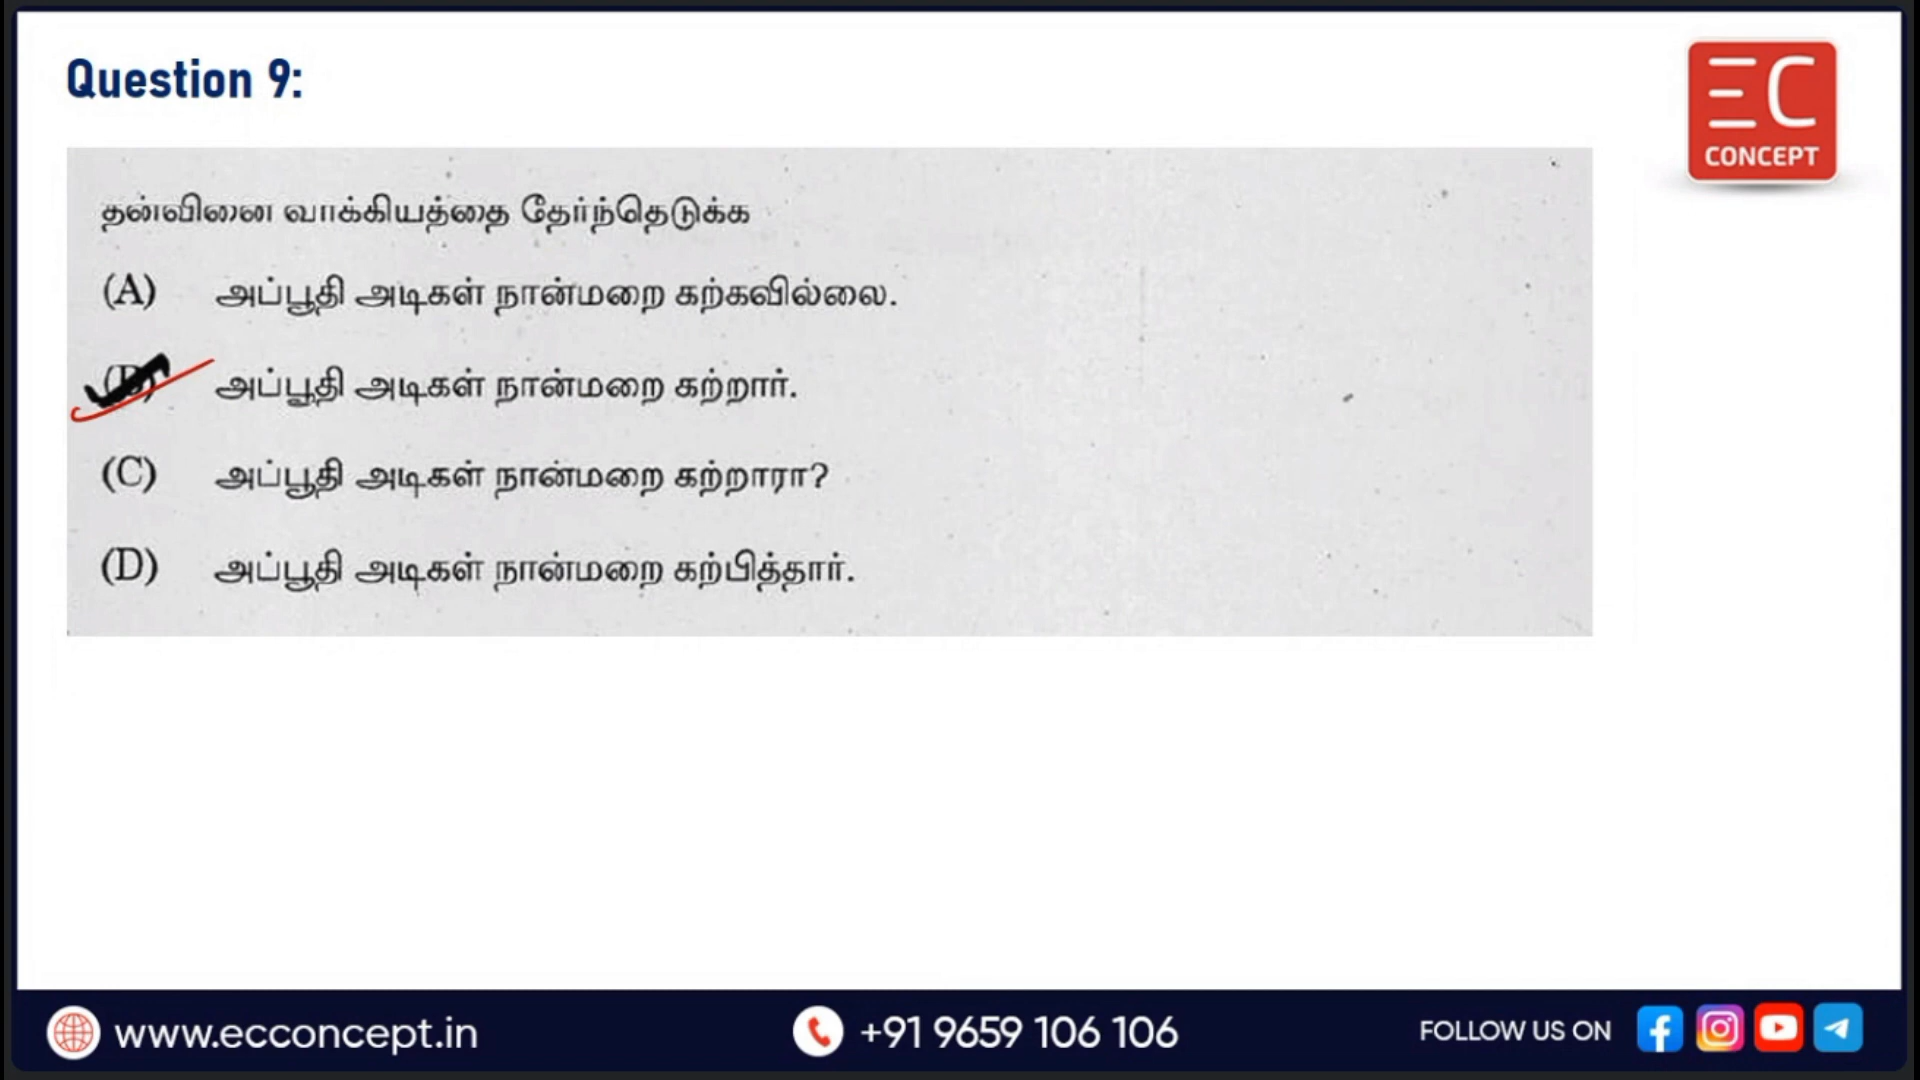 Question 9:
EC
CONCEPT
தன்வினை வாக்கியத்தை தேர்ந்தெடுக்க
(A) அப்பூதி அடிகள் நான்மறை கற்கவில்லை.
(B) அப்பூதி அடிகள் நான்மறை கற்றார்.
(C) அப்பூதி அடிகள் நான்மறை கற்றாரா?
(D) அப்பூதி அடிகள் நான்மறை கற்பித்தார்.
www.ecconcept.in
+91 9659 106 106
FOLLOW US ON